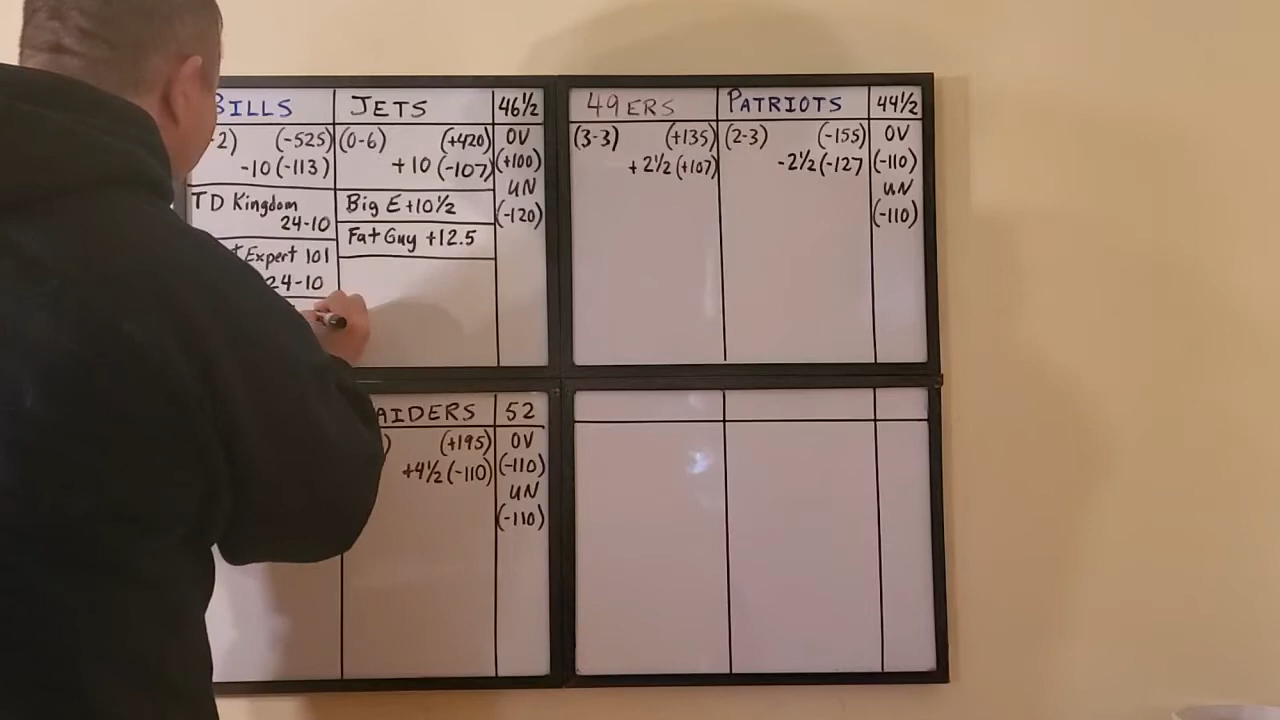 BILLS JETS 46½
-2) (-525) (0-6) (+420) OV
-10 (-113) +10 (-107) (+100)
UN
(-120)
TD Kingdom
24-10
Big E +10½
Fat Guy +12.5
Expert 101
24-10
49ERS PATRIOTS 44½
(3-3) (+135) (2-3) (-155) OV
+2½ (+107) -2½ (-127 (-110)
UN
(-110)
AIDERS 52
) (+195) OV
+4½ (-110) (-110)
UN
(-110)